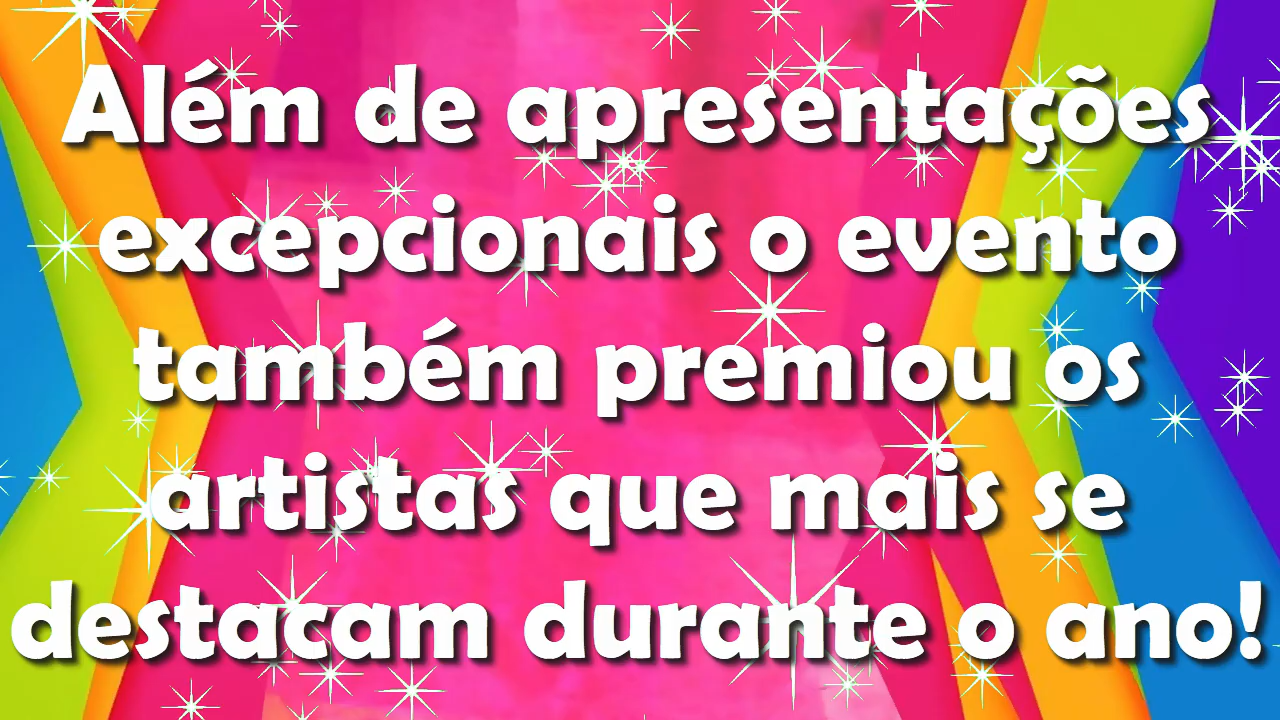 Além de apresentações
excepcionais o evento
também premiou os
artistas que mais se
destacam durante o ano!